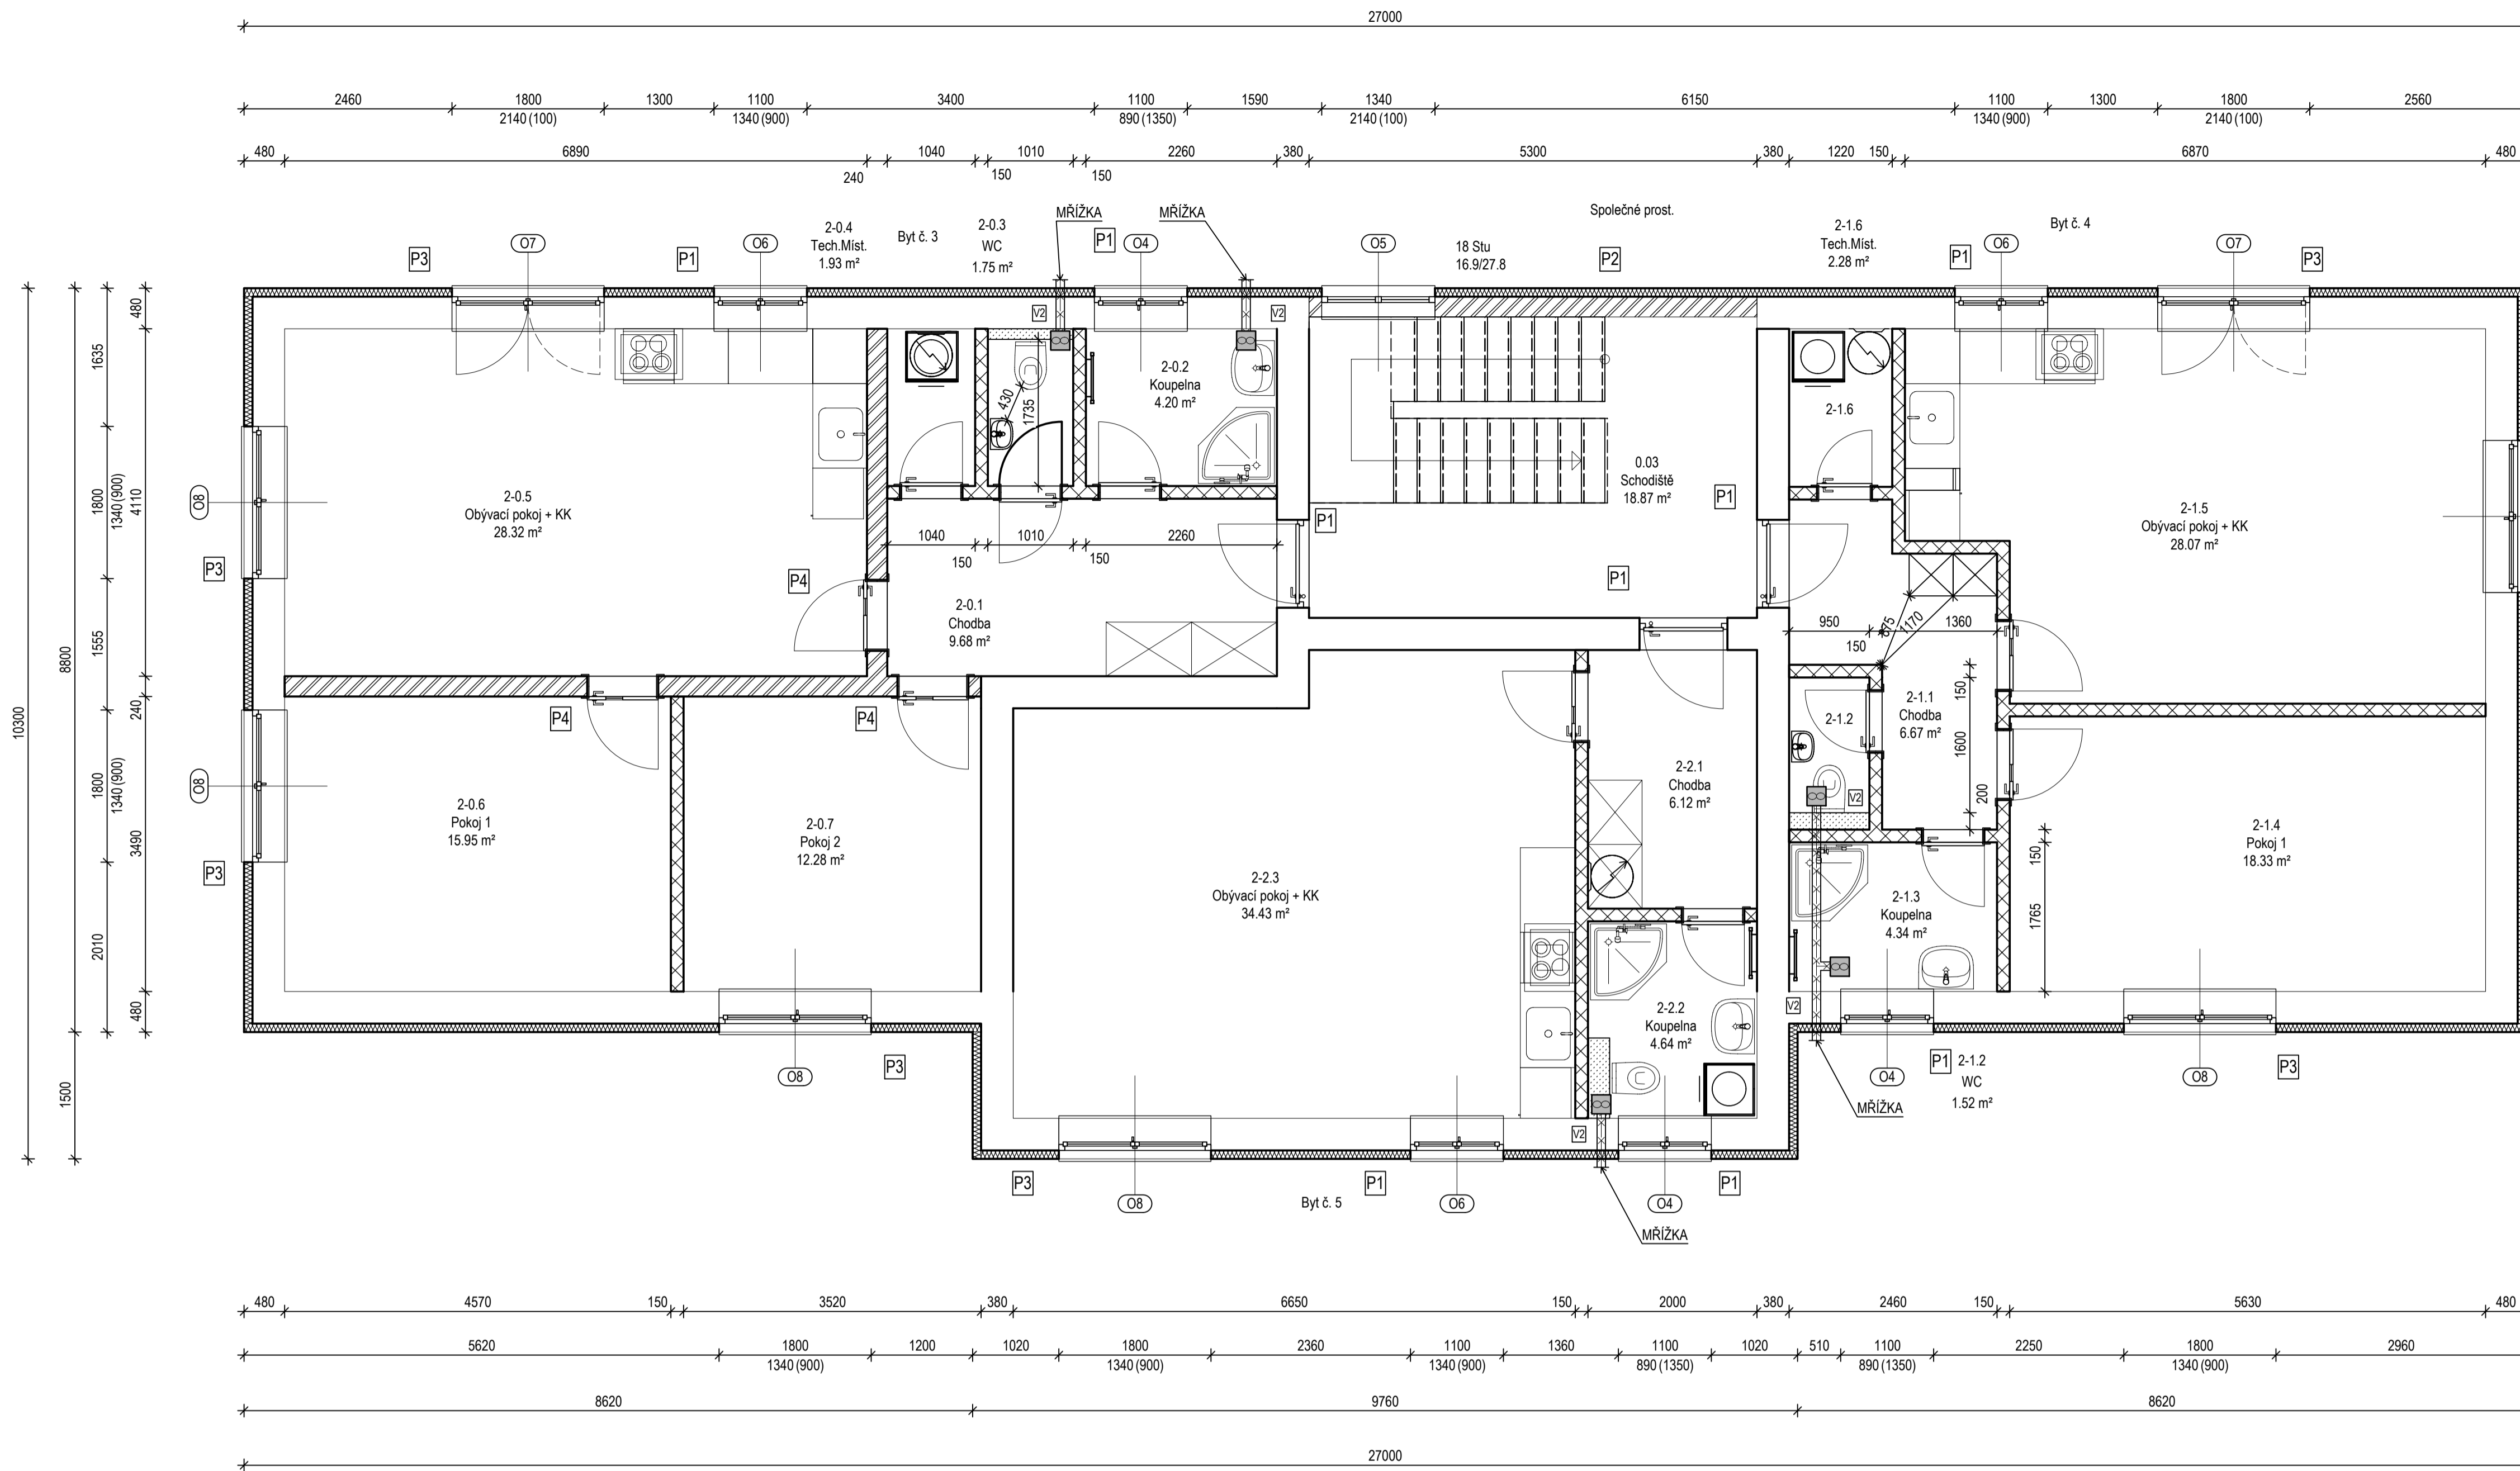 27000
2460 1800 1300 1100 3400 1100 1590 1340 6150 1100 1300 1800 2560
2140 (100) 1340 (900) 890 (1350) 2140 (100) 1340 (900) 2140 (100)
480 6890 1040 1010 2260 380 5300 380 1220 150 6870 480
240 150 150
MŘÍŽKA MŘÍŽKA Společné prost.
2-0.4
Tech.Míst.
1.93 m²
Byt č. 3
2-0.3
WC
1.75 m²
2-1.6
Tech.Míst.
2.28 m²
Byt č. 4
P3 O7 P1 O6 P1 O4 O5
18 Stu
16.9/27.8
P2 P1 O6 O7 P3
V2 V2
480
1635
1800
1340 (900)
4110
1555
240
1800
1340 (900)
3490
2010
480
8800
10300
1500
430
1735
2-0.2
Koupelna
4.20 m²
2-1.6
0.03
Schodiště
18.87 m²
O8
2-0.5
Obývací pokoj + KK
28.32 m²
2-1.5
Obývací pokoj + KK
28.07 m²
P1 P1
1040 1010 2260
150 150
P3 P4 P1
2-0.1
Chodba
9.68 m²
950 150 875 1170 1360
P4 P4
2-1.2
2-1.1
Chodba
6.67 m²
150
1600
200
O8
2-2.1
Chodba
6.12 m²
V2
2-0.6
Pokoj 1
15.95 m²
2-0.7
Pokoj 2
12.28 m²
2-1.4
Pokoj 1
18.33 m²
P3
2-2.3
Obývací pokoj + KK
34.43 m²
150
1765
2-1.3
Koupelna
4.34 m²
2-2.2
Koupelna
4.64 m²
V2
O8 P3 O4 P1
2-1.2
WC
1.52 m²
O8 P3
MŘÍŽKA
V2
P3 O8 P1 O6 O4 P1
Byt č. 5
MŘÍŽKA
480 4570 150 3520 380 6650 150 2000 380 2460 150 5630 480
5620 1800 1200 1020 1800 2360 1100 1360 1100 1020 510 1100 2250 1800 2960
1340 (900) 1340 (900) 1340 (900) 890 (1350) 890 (1350) 1340 (900)
8620 9760 8620
27000